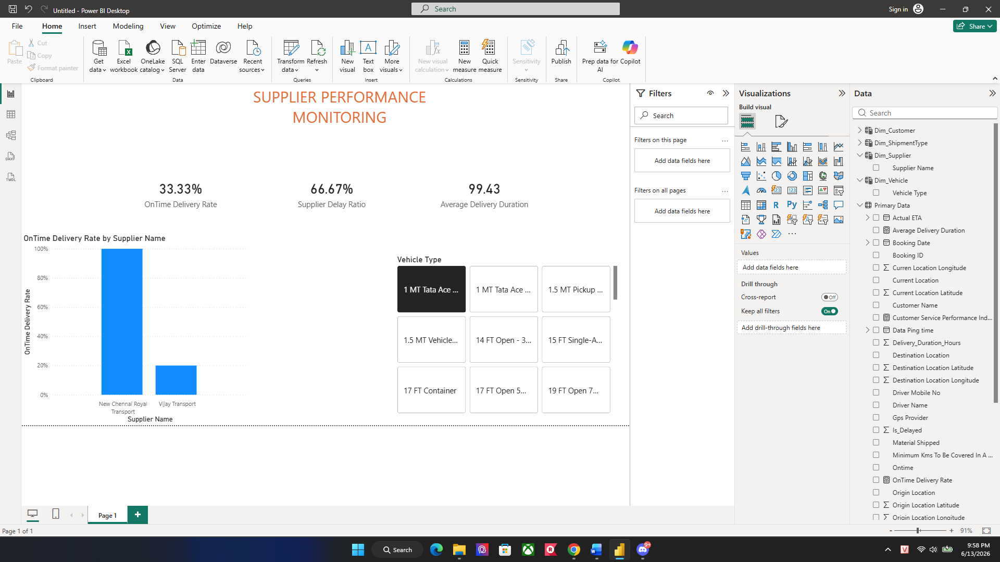 Untitled - Power BI Desktop
Search
Sign in
File
Home
Insert
Modeling
View
Optimize
Help
Share
Paste
Cut
Copy
Format painter
Clipboard
Get data
Excel workbook
OneLake catalog
SQL Server
Enter data
Dataverse
Recent sources
Data
Transform data
Refresh
Queries
New visual
Text box
More visuals
Insert
New visual calculation
New measure
Quick measure
Calculations
Sensitivity
Sensitivity
Publish
Share
Prep data for AI
Copilot
Copilot
DAX
TMDL
SUPPLIER PERFORMANCE
MONITORING
33.33%
OnTime Delivery Rate
66.67%
Supplier Delay Ratio
99.43
Average Delivery Duration
OnTime Delivery Rate by Supplier Name
100%
80%
60%
40%
20%
0%
OnTime Delivery Rate
New Chennai Royal
Transport
Vijay Transport
Supplier Name
Vehicle Type
1 MT Tata Ace ...
1 MT Tata Ace ...
1.5 MT Pickup ...
1.5 MT Vehicle...
14 FT Open - 3...
15 FT Single-A...
17 FT Container
17 FT Open 5...
19 FT Open 7...
Filters
Search
Filters on this page
...
Add data fields here
Filters on all pages
...
Add data fields here
Visualizations
Build visual
123
123
R
Py
...
Values
Add data fields here
Drill through
Cross-report
Off
Keep all filters
On
Add drill-through fields here
Data
Search
Dim_Customer
Dim_ShipmentType
Dim_Supplier
Supplier Name
Dim_Vehicle
Vehicle Type
Primary Data
Actual ETA
Average Delivery Duration
Booking Date
Booking ID
Curren Location Longitude
Current Location
Current Location Latitude
Customer Name
Customer Service Performance Ind...
Data Ping time
Delivery_Duration_Hours
Destination Location
Destination Location Latitude
Destination Location Longitude
Driver Mobile No
Driver Name
Gps Provider
Is_Delayed
Material Shipped
Minimum Kms To Be Covered In A ...
Ontime
OnTime Delivery Rate
Origin Location
Origin Location Latitude
Origin Location Longitude
Page 1
Page 1 of 1
91%
Search
9+
9:58 PM
6/13/2026